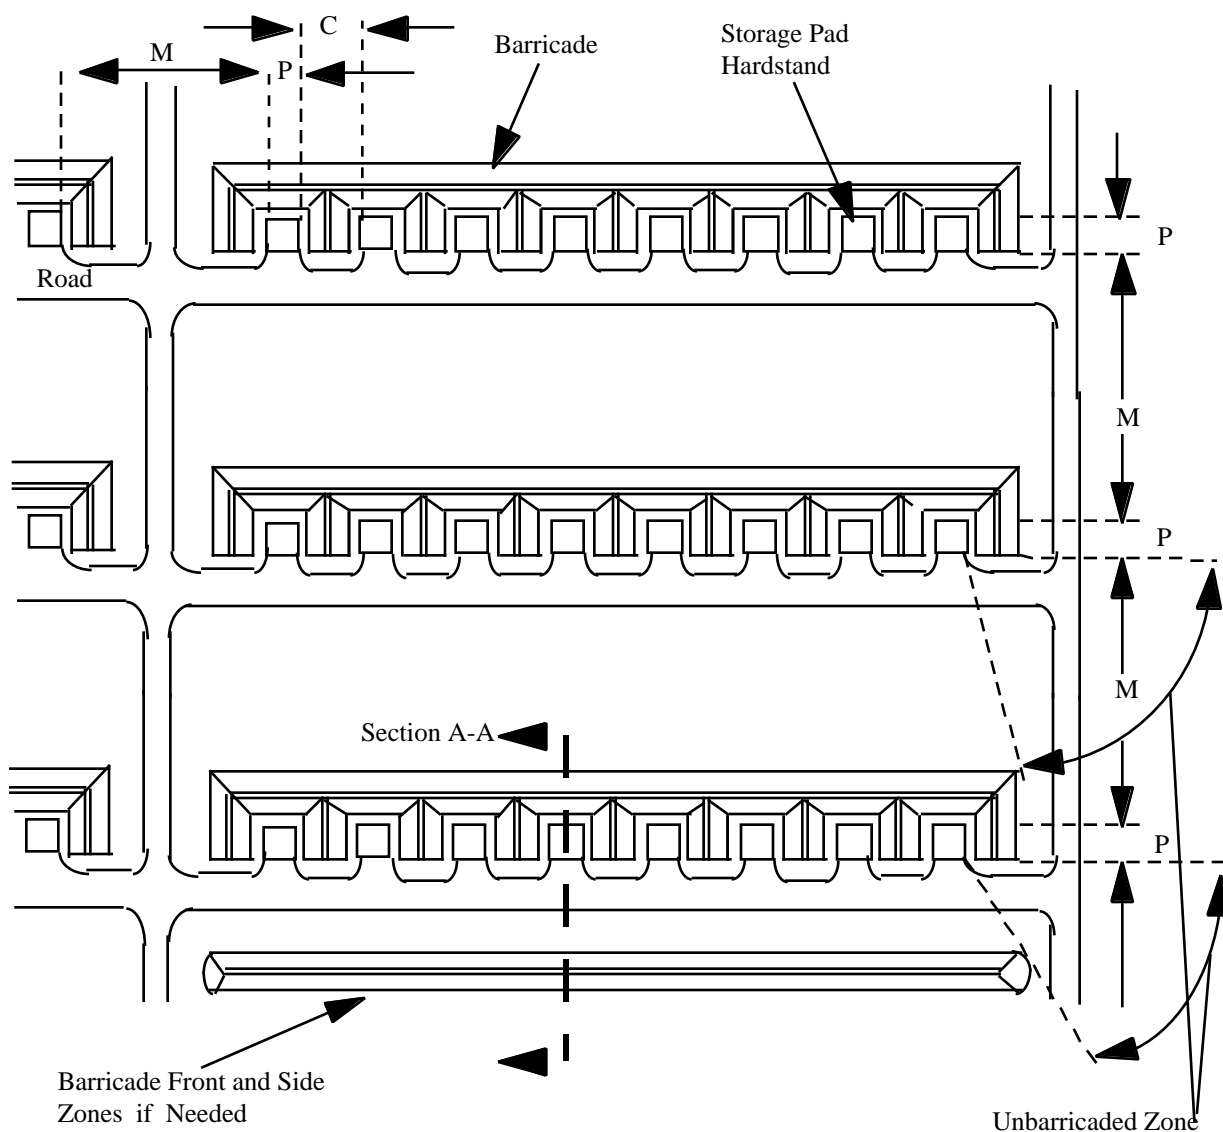 C
M
P
Barricade
Storage Pad
Hardstand
P
Road
M
P
M
Section A-A
P
Barricade Front and Side
Zones if Needed
Unbarricaded Zone